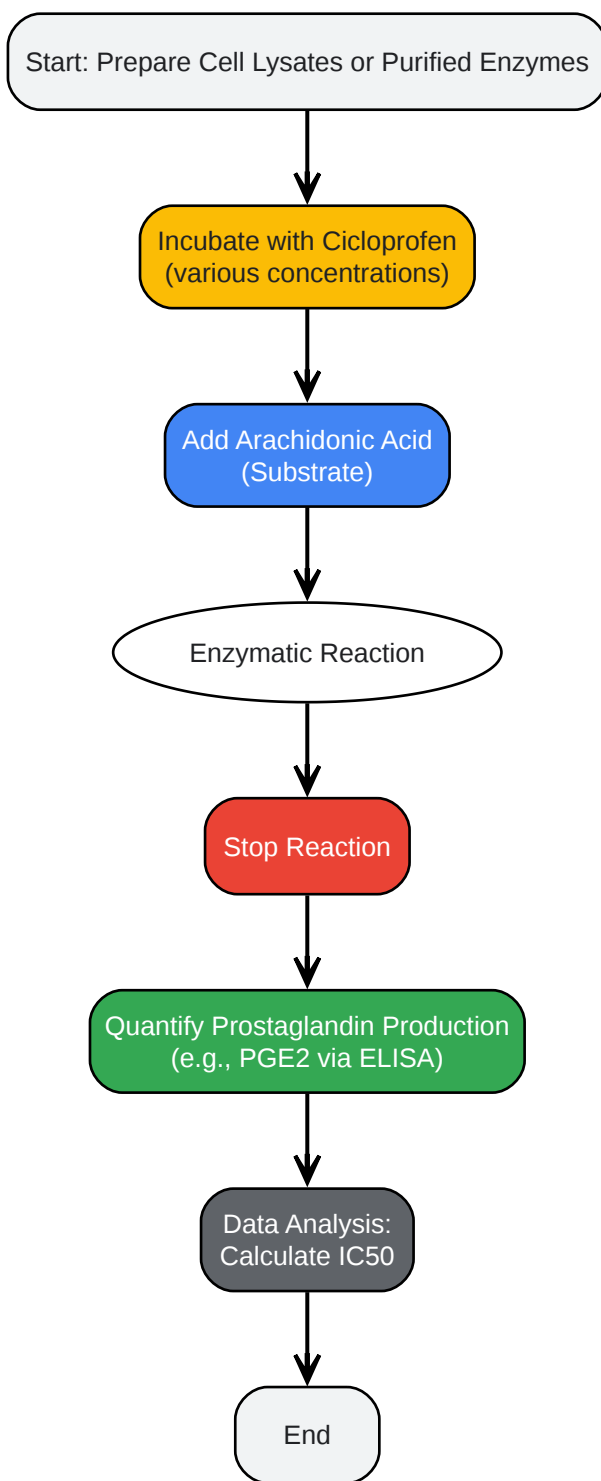 Start: Prepare Cell Lysates or Purified Enzymes
Incubate with Cicloprofen
(various concentrations)
Add Arachidonic Acid
(Substrate)
Enzymatic Reaction
Stop Reaction
Quantify Prostaglandin Production
(e.g., PGE2 via ELISA)
Data Analysis:
Calculate IC50
End